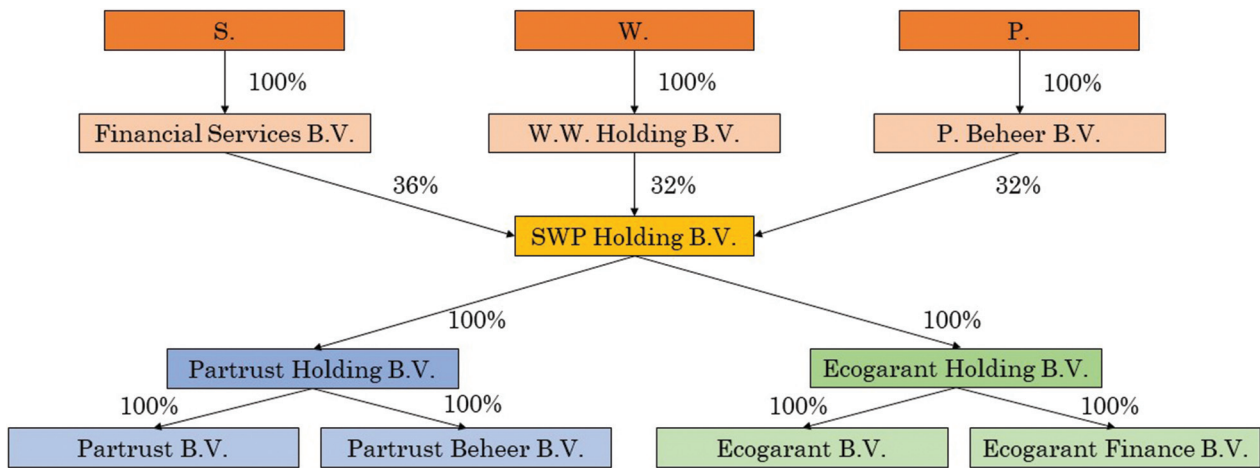 S.
W.
P.
100%
100%
100%
Financial Services B.V.
W.W. Holding B.V.
P. Beheer B.V.
36%
32%
32%
SWP Holding B.V.
100%
100%
Partrust Holding B.V.
Ecogarant Holding B.V.
100%
100%
100%
100%
Partrust B.V.
Partrust Beheer B.V.
Ecogarant B.V.
Ecogarant Finance B.V.